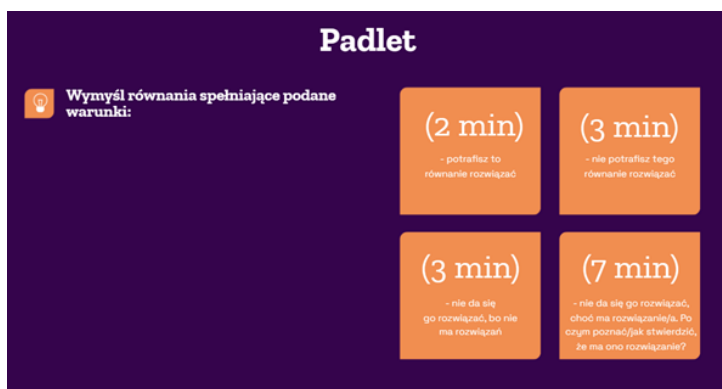 Padlet
Wymyśl równania spełniające podane
warunki:
(2 min)
- potrafisz to
równanie rozwiązać
(3 min)
- nie potrafisz tego
równanie rozwiązać
(3 min)
- nie da się
go rozwiązać, bo nie
ma rozwiązań
(7 min)
- nie da się go rozwiązać,
choć ma rozwiązanie/a. Po
czym poznać/jak stwierdzić,
że ma ono rozwiązanie?